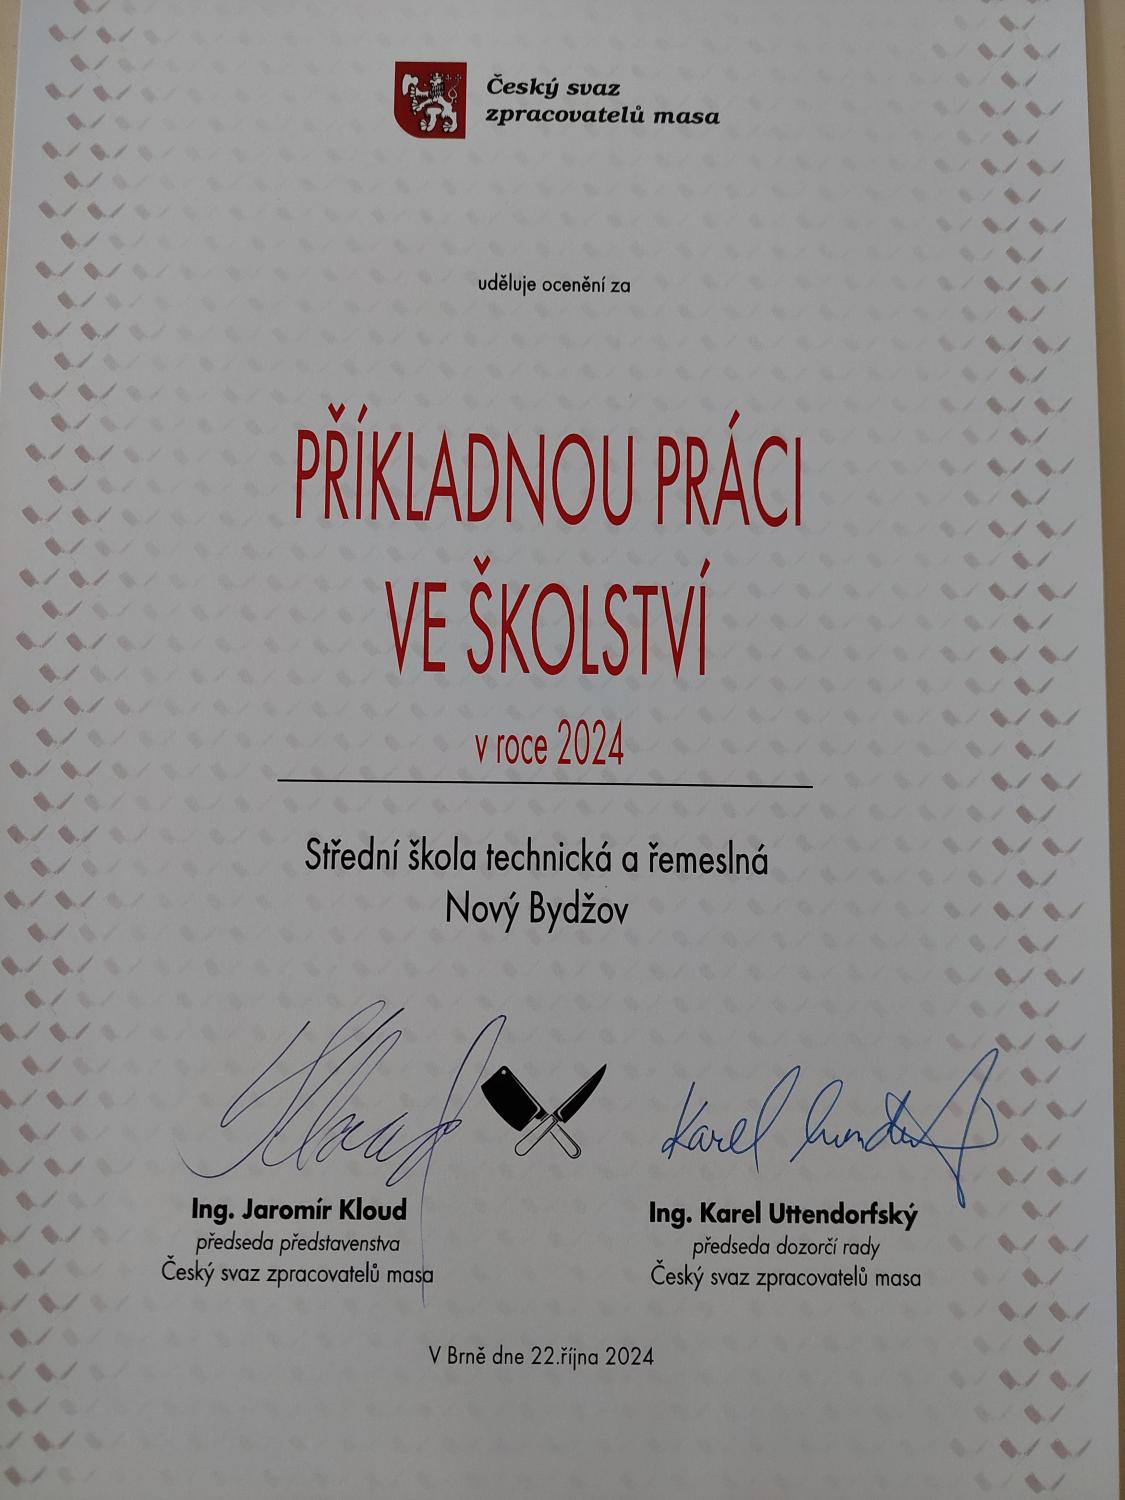 Český svaz
zpracovatelů masa
uděluje ocenění za
PŘÍKLADNOU PRÁCI
VE ŠKOLSTVÍ
v roce 2024
Střední škola technická a řemeslná
Nový Bydžov
Ing. Jaromír Kloud
předseda představenstva
Český svaz zpracovatelů masa
Karel
Ing. Karel Uttendorfský
předseda dozorčí rady
Český svaz zpracovatelů masa
V Brně dne 22.října 2024